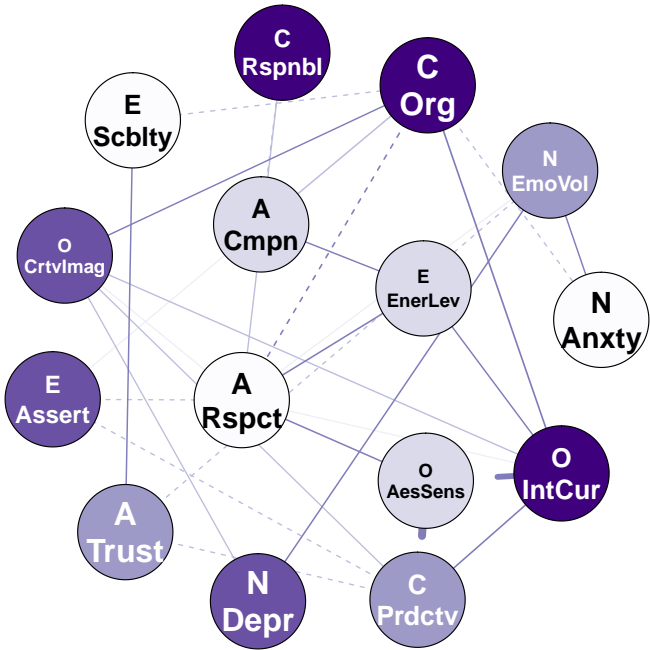 C
Rspnbl
C
Org
E
Scblty
N
EmoVol
A
Cmpn
O
CrtvImag
E
EnerLev
N
Anxty
E
Assert
A
Rspct
O
AesSens
O
IntCur
A
Trust
N
Depr
C
Prdctv